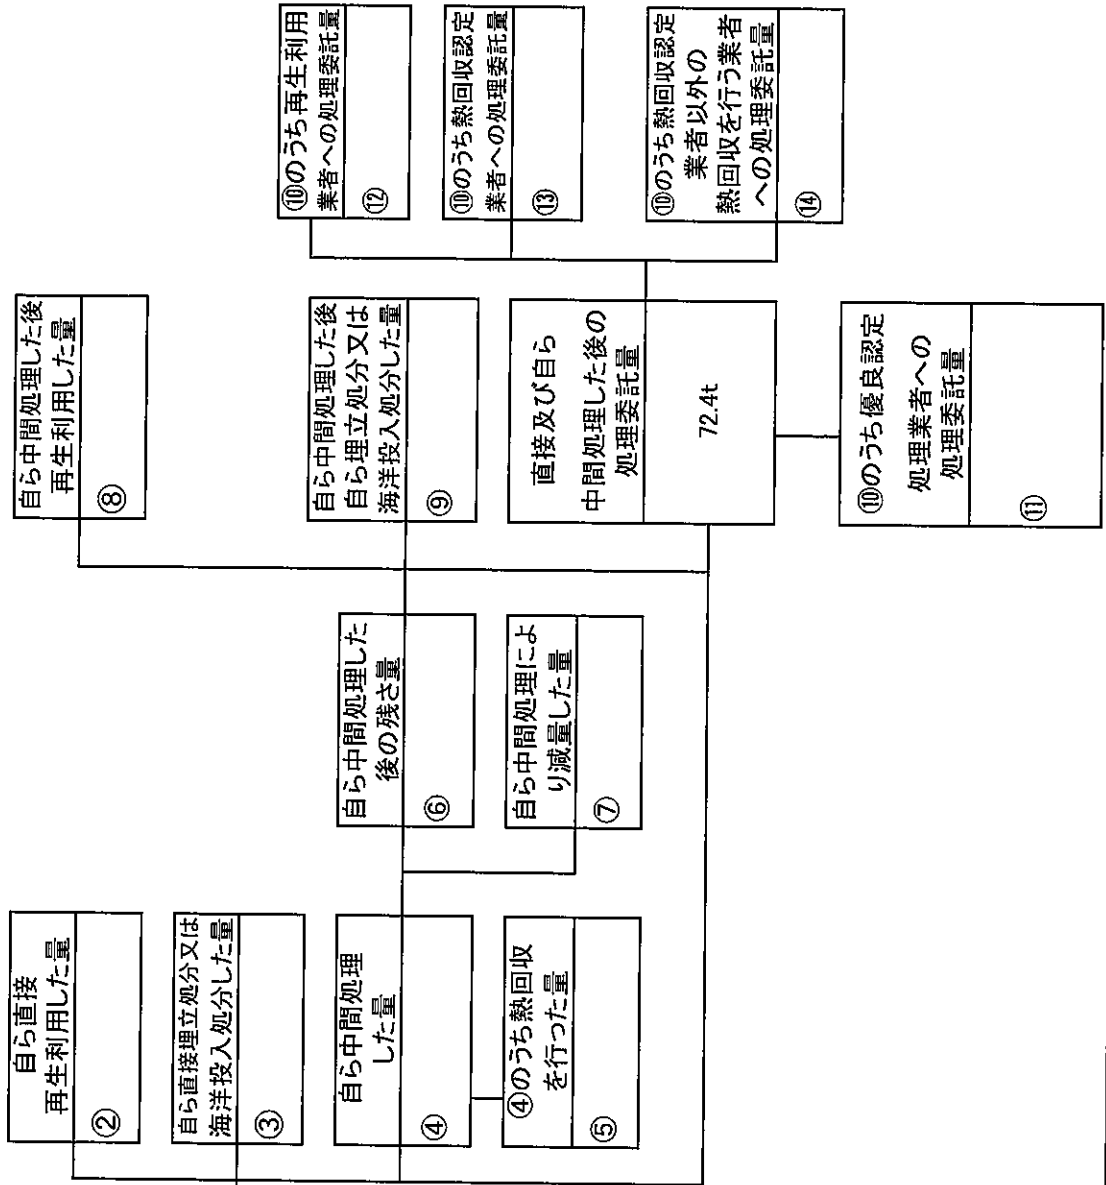 自ら直接
再生利用した量
②
自ら直接埋立処分又は
海洋投入処分した量
③
自ら中間処理
した量
④
④のうち熱回収
を行った量
⑤
自ら中間処理した
後の残さ量
⑥
自ら中間処理によ
り減量した量
⑦
自ら中間処理した後
再生利用した量
⑧
自ら中間処理した後
自ら埋立処分又は
海洋投入処分した量
⑨
直接及び自ら
中間処理した後の
処理委託量
72.4t
⑩のうち優良認定
処理業者への
処理委託量
⑪
⑩のうち再生利用
業者への処理委託量
⑫
⑩のうち熱回収認定
業者への処理委託量
⑬
⑩のうち熱回収認定
業者以外の
熱回収を行う業者
への処理委託量
⑭